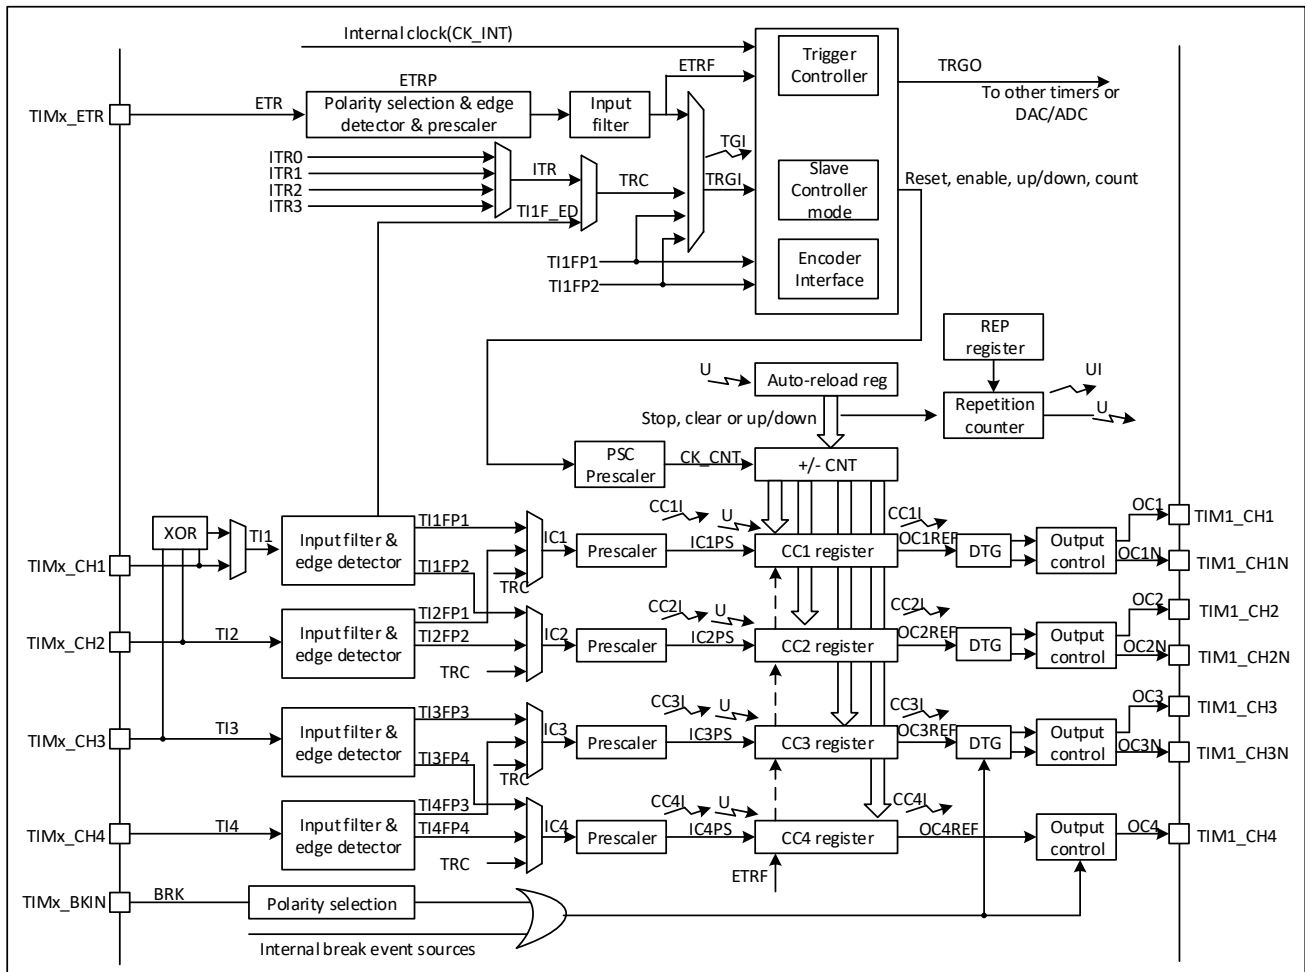 Internal clock(CK_INT)
Trigger
Controller
TRGO
To other timers or
DAC/ADC
ETRF
ETRP
TIMx_ETR
ETR
Polarity selection & edge
detector & prescaler
Input
filter
TGI
ITR0
ITR1
ITR2
ITR3
ITR
TRC
TRGI
Slave
Controller
mode
Reset, enable, up/down, count
TI1F_ED
TI1FP1
TI1FP2
Encoder
Interface
REP
register
U
Auto-reload reg
UI
Stop, clear or up/down
Repetition
counter
U
PSC
Prescaler
CK_CNT
+/- CNT
XOR
TI1
TIMx_CH1
Input filter &
edge detector
TI1FP1
TI1FP2
TRC
IC1
Prescaler
CC1I
U
IC1PS
CC1 register
CC1I
OC1REF
DTG
Output
control
OC1
OC1N
TIM1_CH1
TIM1_CH1N
TIMx_CH2
TI2
Input filter &
edge detector
TI2FP1
TI2FP2
TRC
IC2
Prescaler
CC2I
U
IC2PS
CC2 register
CC2I
OC2REF
DTG
Output
control
OC2
OC2N
TIM1_CH2
TIM1_CH2N
TIMx_CH3
TI3
Input filter &
edge detector
TI3FP3
TI3FP4
TRC
IC3
Prescaler
CC3I
U
IC3PS
CC3 register
CC3I
OC3REF
DTG
Output
control
OC3
OC3N
TIM1_CH3
TIM1_CH3N
TIMx_CH4
TI4
Input filter &
edge detector
TI4FP3
TI4FP4
TRC
IC4
Prescaler
CC4I
U
IC4PS
CC4 register
CC4I
OC4REF
Output
control
OC4
TIM1_CH4
ETRF
TIMx_BKIN
BRK
Polarity selection
Internal break event sources